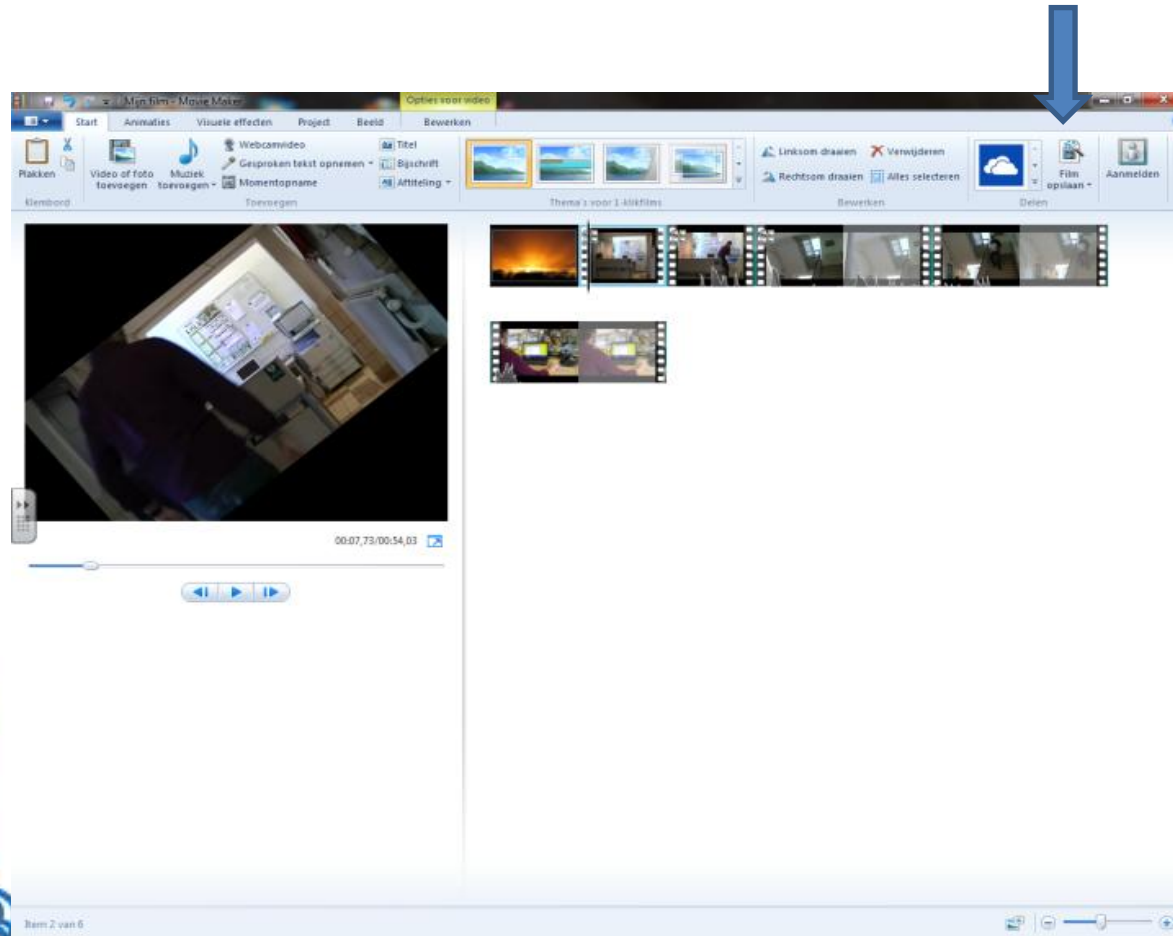 Mijn film - Movie Maker
Opties voor video
Start Animaties Visuele effecten Project Beeld Bewerken
Plakken
Video of foto toevoegen
Muziek toevoegen
Webcamvideo
Gesproken tekst opnemen
Momentopname
Titel
Bijschrift
Aftiteling
Linksom draaien
Rechtsom draaien
Verwijderen
Alles selecteren
Film opslaan
Aanmelden
Klembord
Toevoegen
Thema's voor 1-klikfilms
Bewerken
Delen
00:07,73/00:54,03
Item 2 van 6